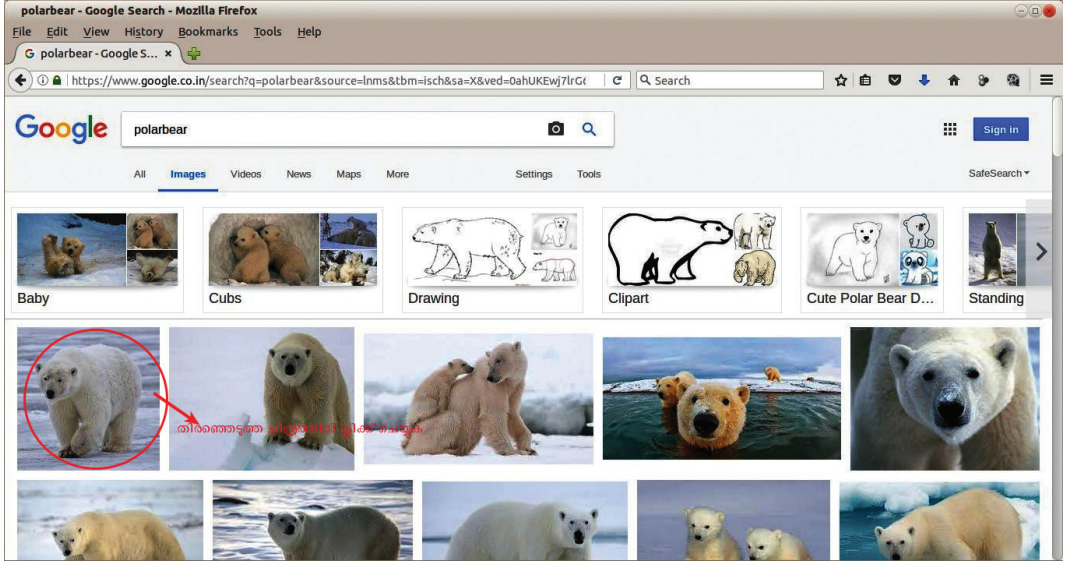 polarbear - Google Search - Mozilla Firefox
File Edit View History Bookmarks Tools Help
G polarbear - Google S... ×
https://www.google.co.in/search?q=polarbear&source=lnms&tbm=isch&sa=X&ved=0ahUKEwj7lrG
Search
Google
polarbear
Sign in
All Images Videos News Maps More Settings Tools
SafeSearch
Baby
Cubs
Drawing
Clipart
Cute Polar Bear D...
Standing
തിരഞ്ഞെടുത്ത ചിത്രത്തിൽ ക്ലിക്ക് ചെയ്യുക